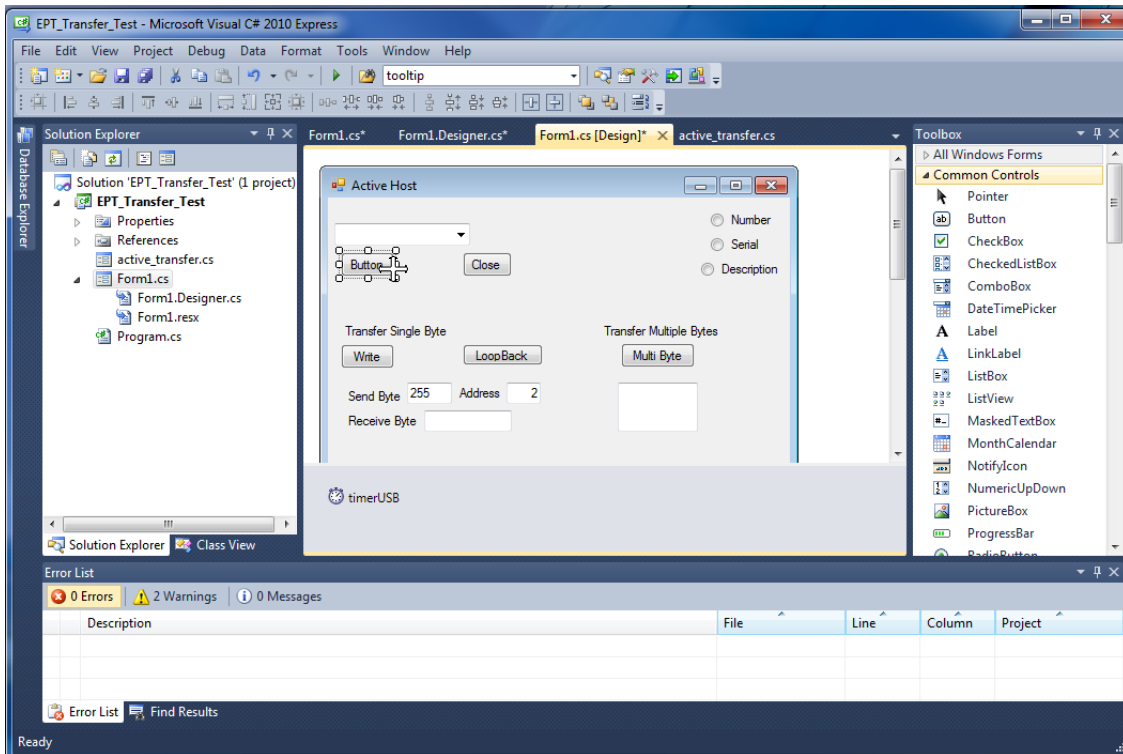 EPT_Transfer_Test - Microsoft Visual C# 2010 Express
File Edit View Project Debug Data Format Tools Window Help
tooltip
Database Explorer
Solution Explorer
Solution 'EPT_Transfer_Test' (1 project)
EPT_Transfer_Test
Properties
References
active_transfer.cs
Form1.cs
Form1.Designer.cs
Form1.resx
Program.cs
Solution Explorer Class View
Form1.cs* Form1.Designer.cs* Form1.cs [Design]* active_transfer.cs
Active Host
Number
Serial
Button Close
Description
Transfer Single Byte Transfer Multiple Bytes
Write LoopBack Multi Byte
Send Byte 255 Address 2
Receive Byte
timerUSB
Toolbox
All Windows Forms
Common Controls
Pointer
Button
CheckBox
CheckedListBox
ComboBox
DateTimePicker
Label
LinkLabel
ListBox
ListView
MaskedTextBox
MonthCalendar
NotifyIcon
NumericUpDown
PictureBox
ProgressBar
RadioButton
Error List
0 Errors 2 Warnings 0 Messages
Description File Line Column Project
Error List Find Results
Ready